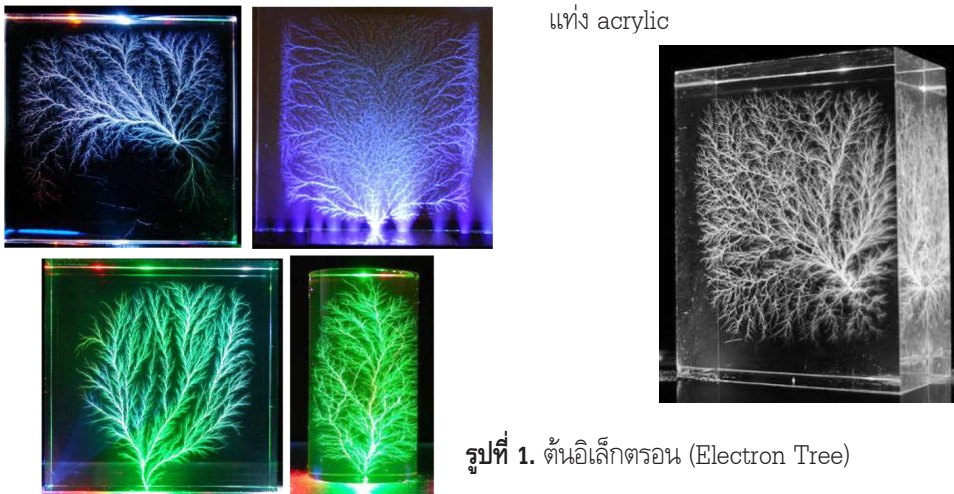 แท่ง acrylic
รูปที่ 1. ต้นอิเล็กตรอน (Electron Tree)